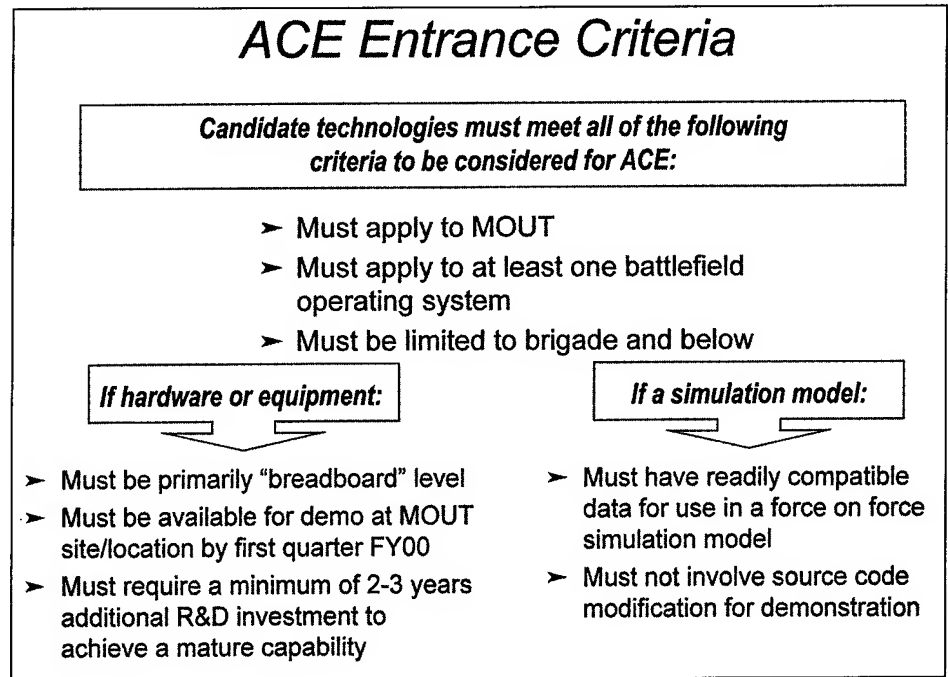 ACE Entrance Criteria
Candidate technologies must meet all of the following
criteria to be considered for ACE:
➤ Must apply to MOUT
➤ Must apply to at least one battlefield
operating system
➤ Must be limited to brigade and below
If hardware or equipment:
➤ Must be primarily “breadboard” level
➤ Must be available for demo at MOUT
site/location by first quarter FY00
➤ Must require a minimum of 2-3 years
additional R&D investment to
achieve a mature capability
If a simulation model:
➤ Must have readily compatible
data for use in a force on force
simulation model
➤ Must not involve source code
modification for demonstration